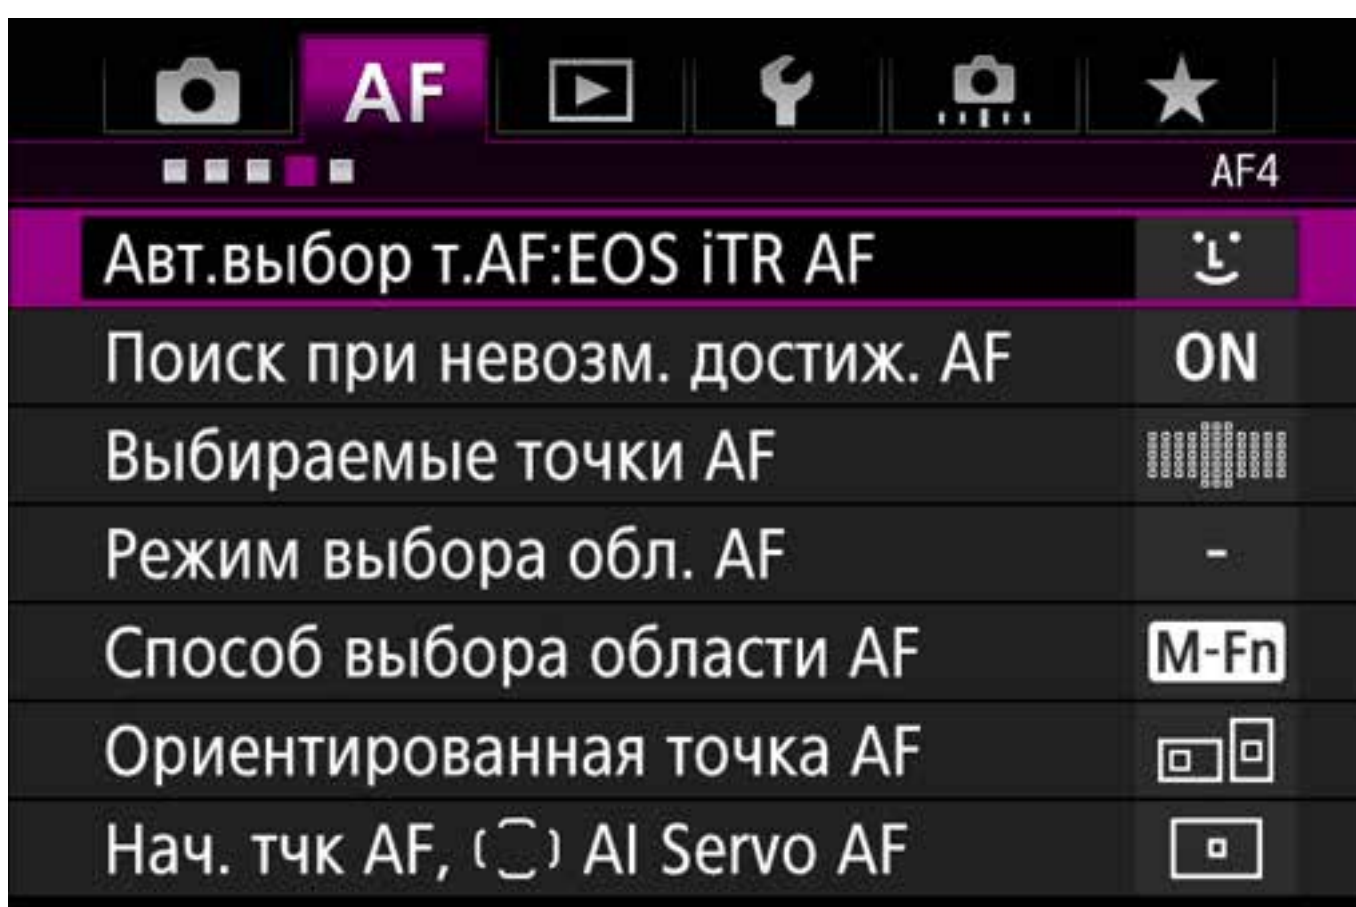 AF
AF4
Авт.выбор т.AF:EOS iTR AF
Поиск при невозм. достиж. AF ON
Выбираемые точки AF
Режим выбора обл. AF -
Способ выбора области AF M-Fn
Ориентированная точка AF
Нач. тчк AF, AI Servo AF